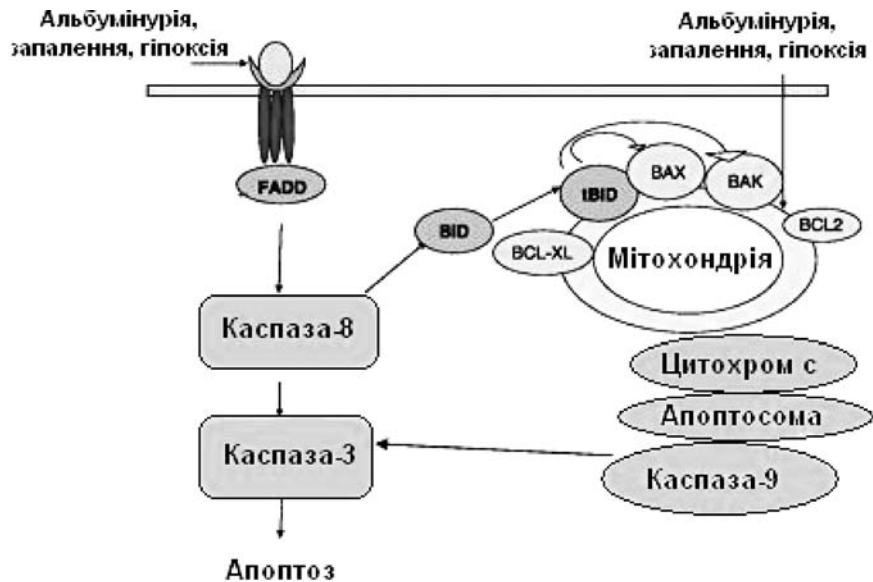 Альбумінурія,
запалення, гіпоксія
Альбумінурія,
запалення, гіпоксія
FADD
BID
tBID
BAX
BAK
BCL2
BCL-XL
Мітохондрія
Каспаза-8
Цитохром с
Апоптосома
Каспаза-3
Каспаза-9
Апоптоз